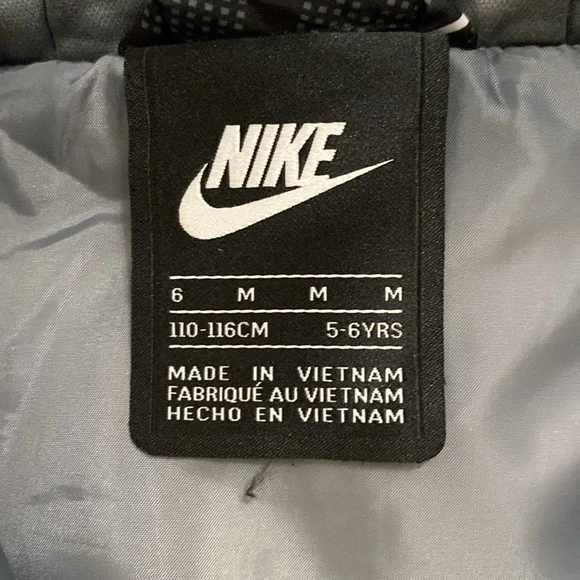 NIKE
6 M M M
110-116CM 5-6YRS
MADE IN VIETNAM
FABRIQUÉ AU VIETNAM
HECHO EN VIETNAM